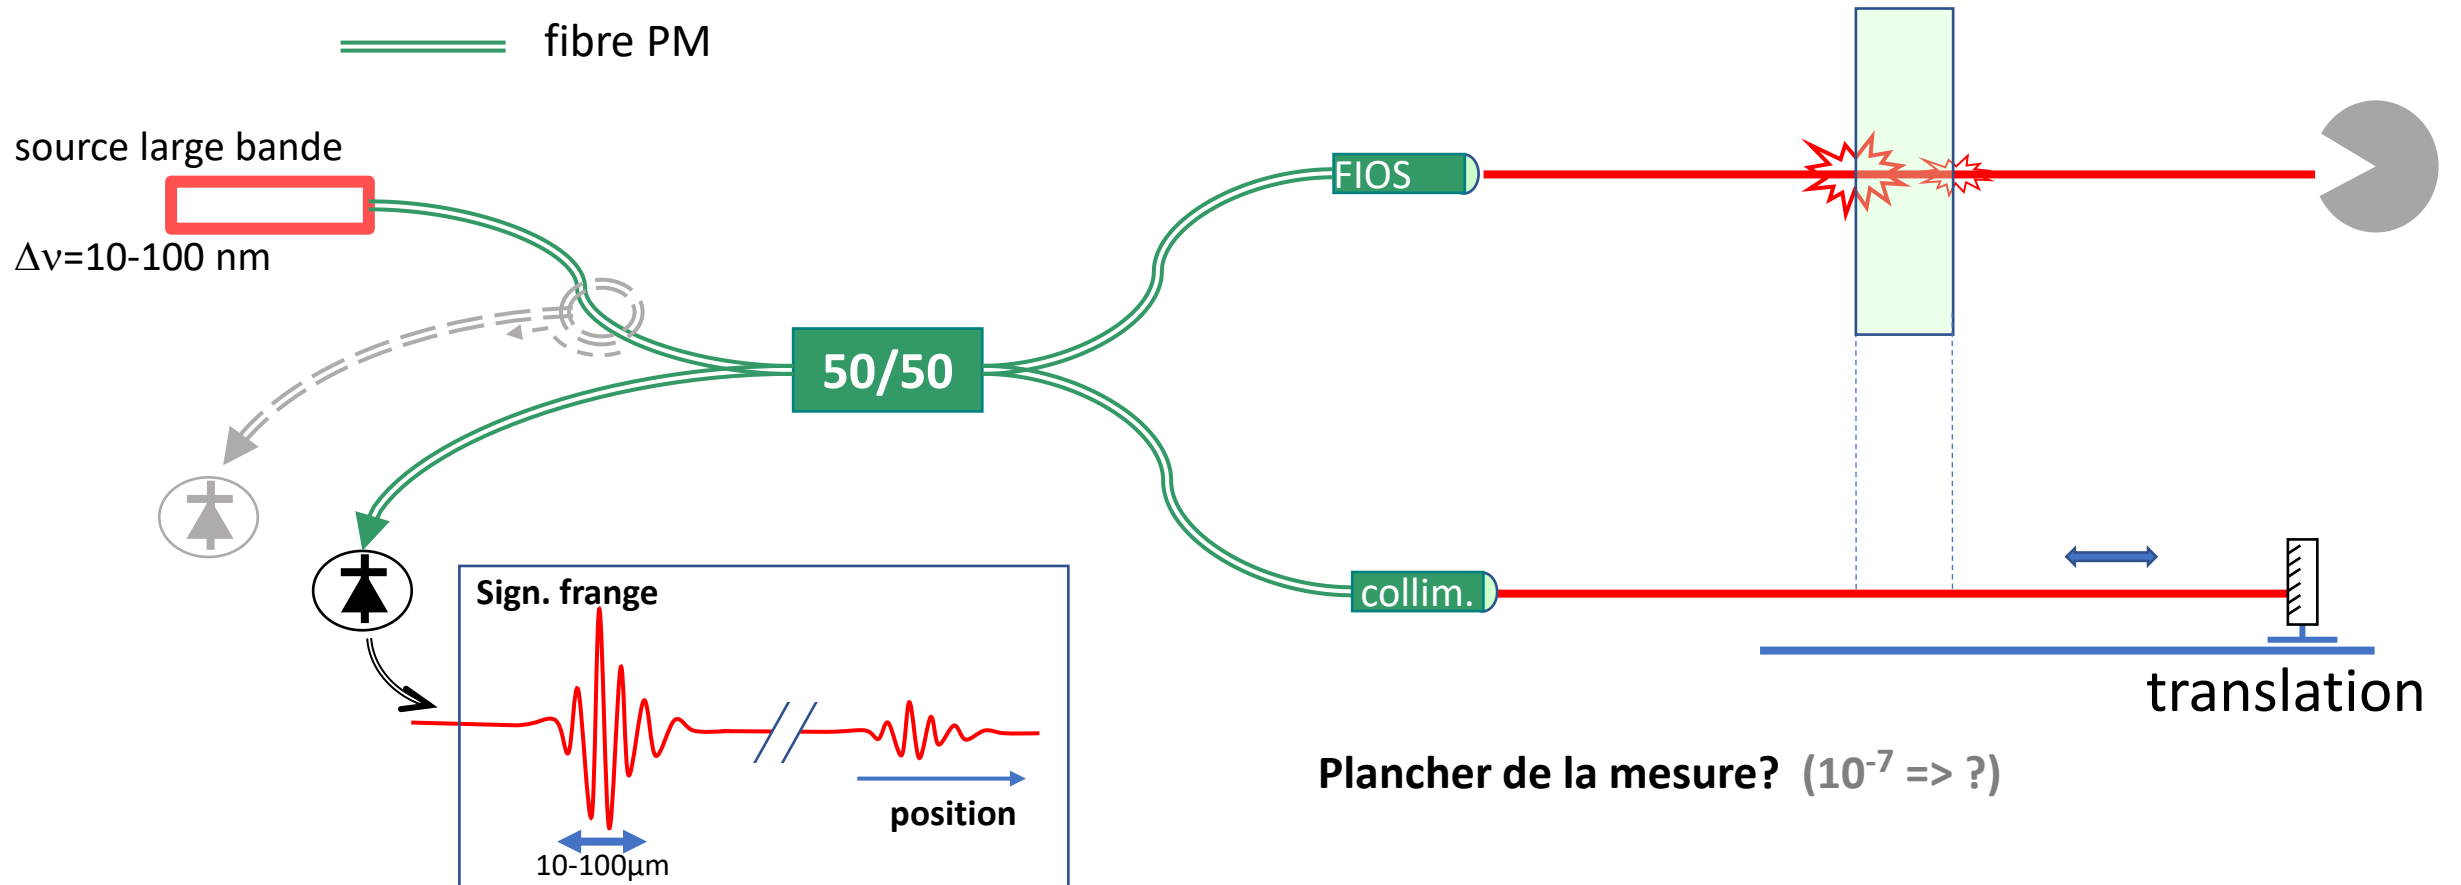 fibre PM
source large bande
Δν=10-100 nm
FIOS
50/50
collim.
Sign. frange
position
10-100µm
translation
Plancher de la mesure? (10⁻⁷ => ?)